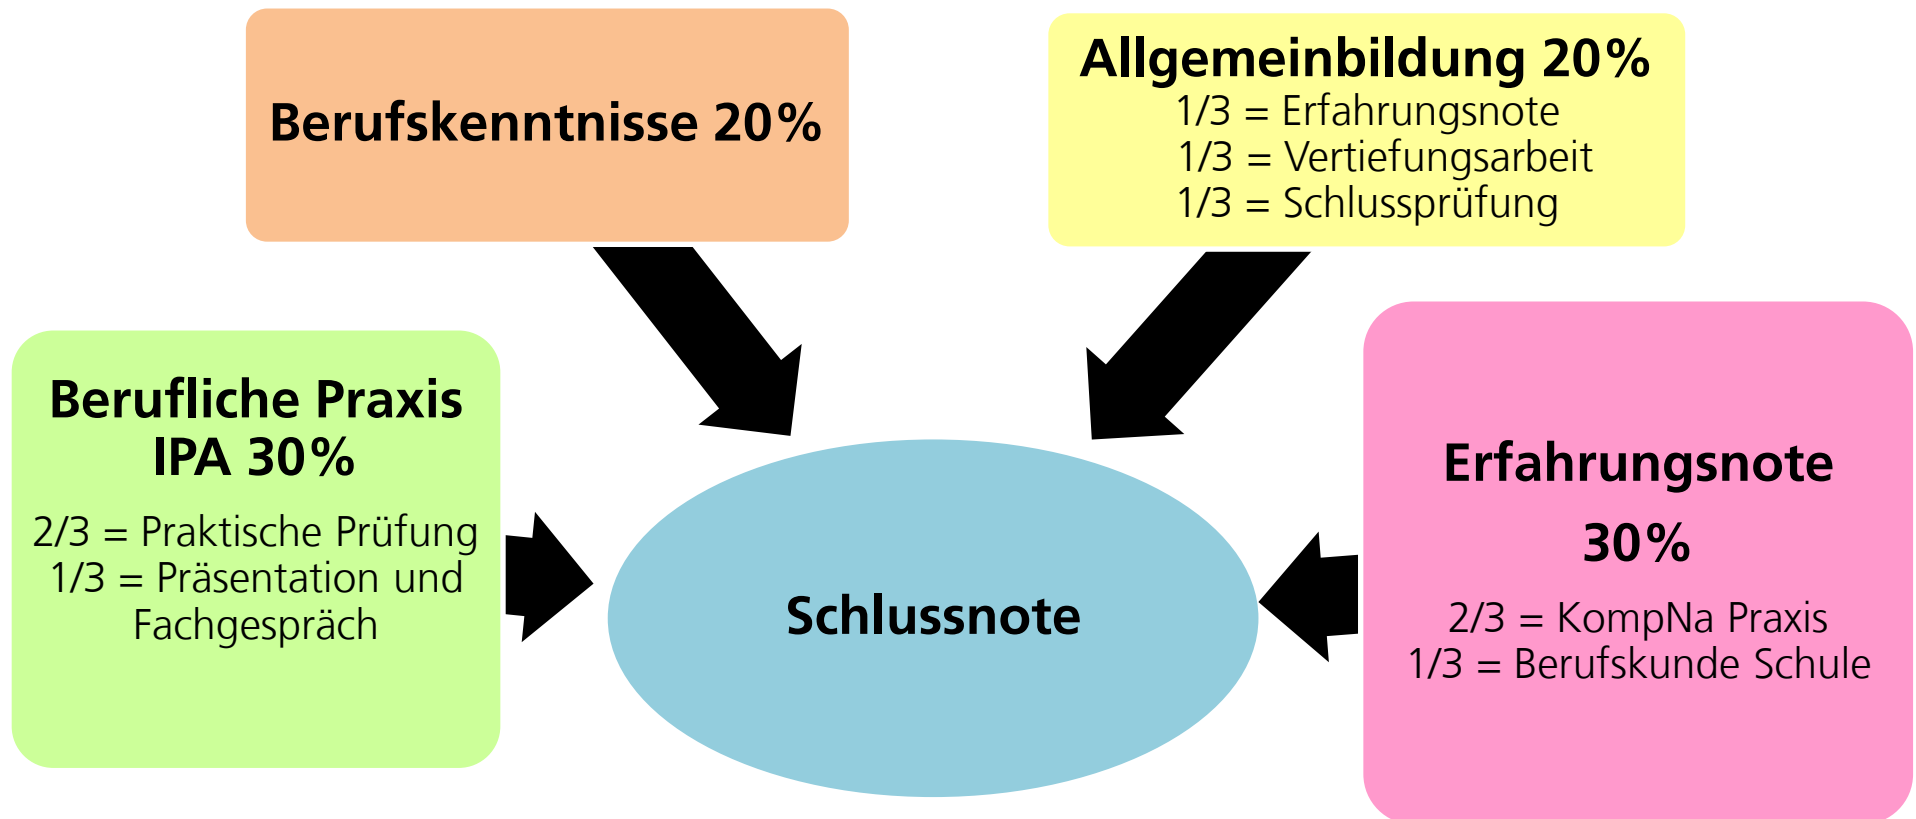 Berufskenntnisse 20%
Allgemeinbildung 20%
1/3 = Erfahrungsnote
1/3 = Vertiefungsarbeit
1/3 = Schlussprüfung
Berufliche Praxis
IPA 30%
2/3 = Praktische Prüfung
1/3 = Präsentation und
Fachgespräch
Schlussnote
Erfahrungsnote
30%
2/3 = KompNa Praxis
1/3 = Berufskunde Schule